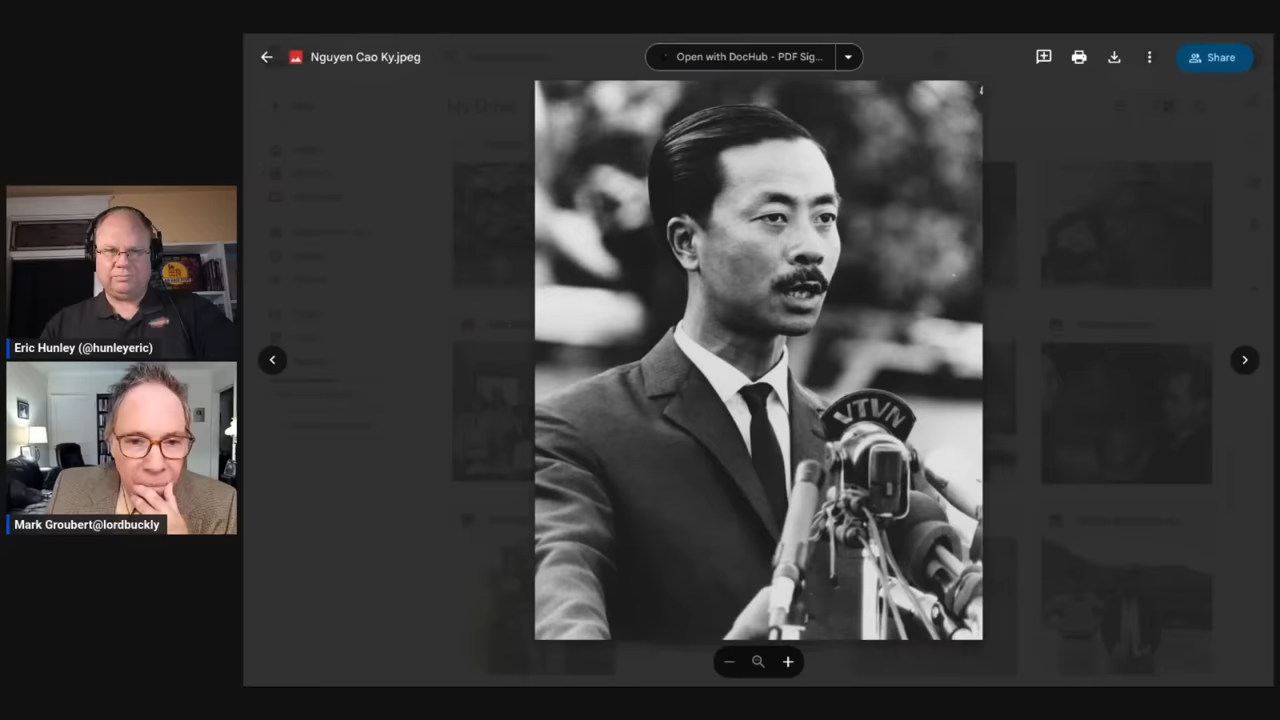 Nguyen Cao Ky.jpeg
Open with DocHub - PDF Sig...
Share
VTVN
Eric Hunley (@hunleyeric)
Mark Groubert@lordbuckly